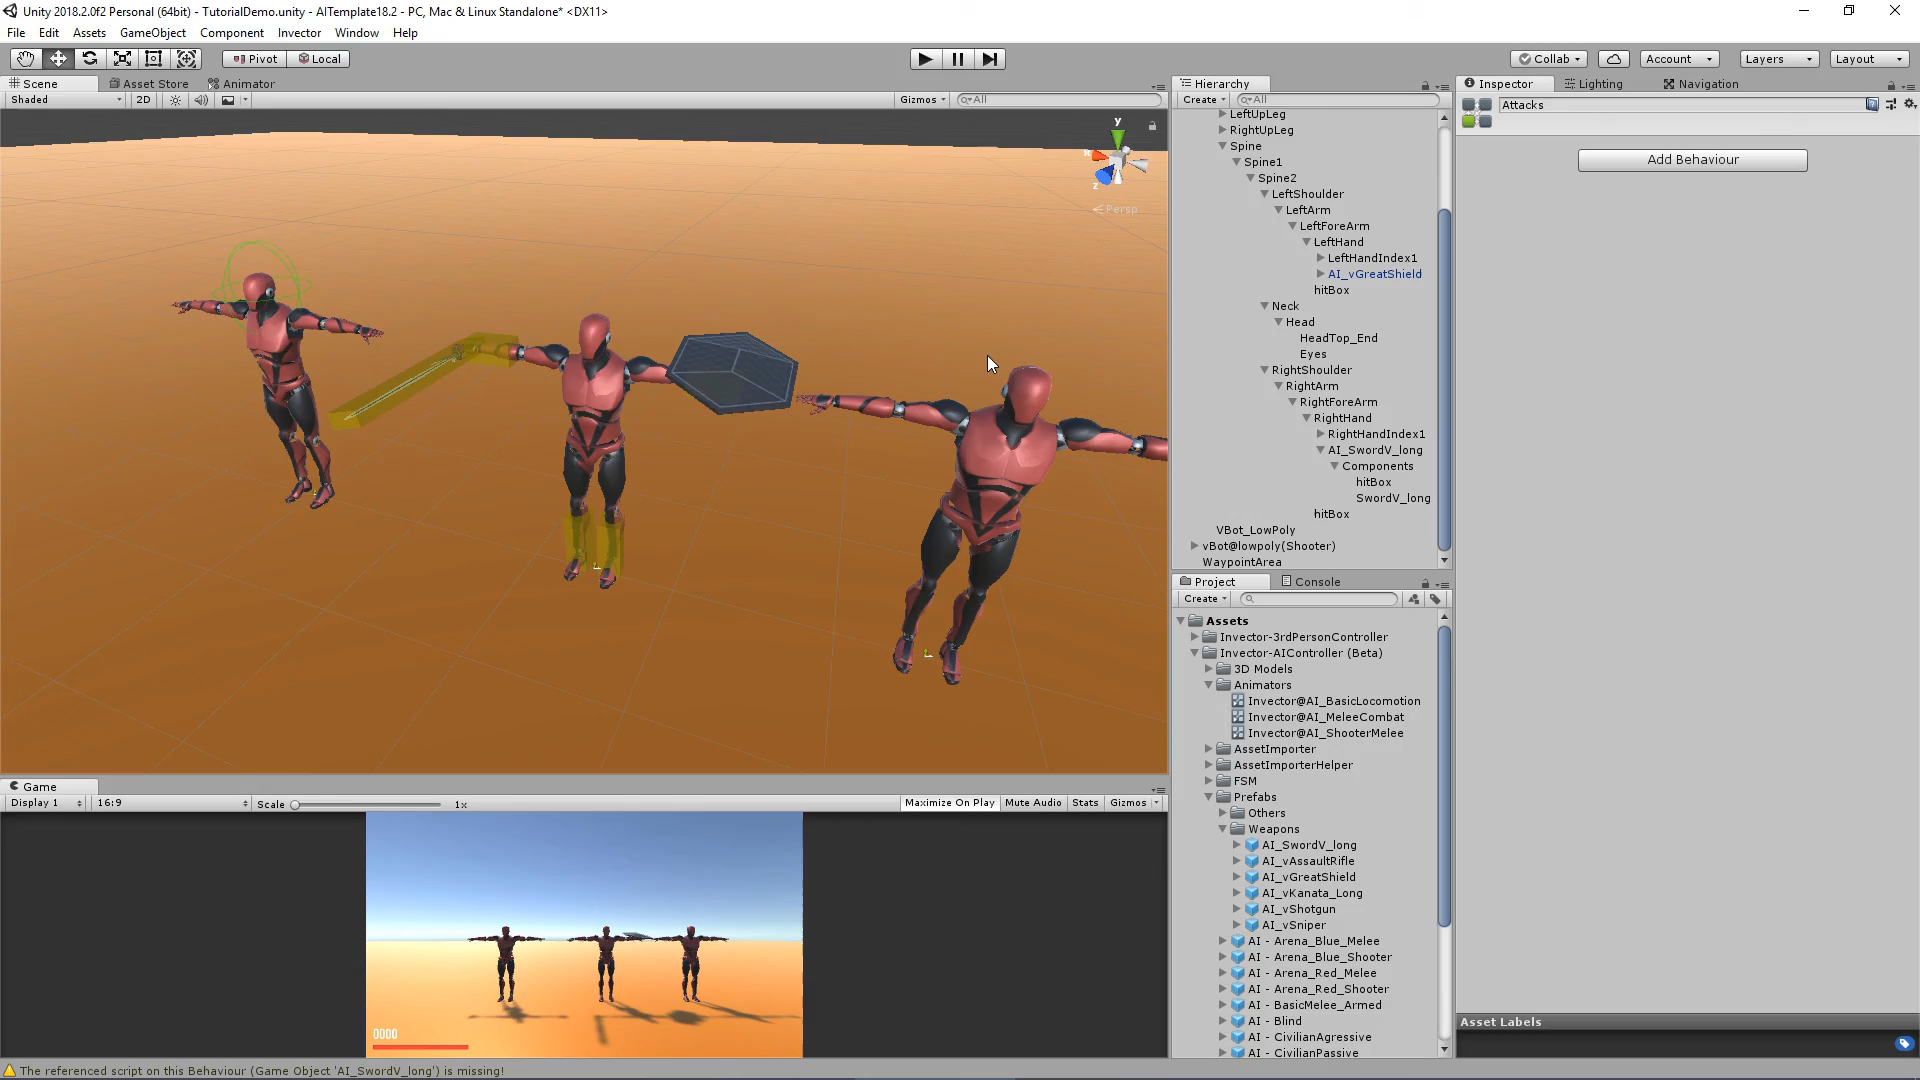 Unity 2018.2.0f2 Personal (64bit) - TutorialDemo.unity - AITemplate18.2 - PC, Mac & Linux Standalone* <DX11>
File Edit Assets GameObject Component Invector Window Help
Pivot Local
Collab Account Layers Layout
Scene Asset Store Animator
Shaded 2D Gizmos All
y
x
z
Persp
Hierarchy
Create All
LeftUpLeg
RightUpLeg
Spine
Spine1
Spine2
LeftShoulder
LeftArm
LeftForeArm
LeftHand
LeftHandIndex1
AI_vGreatShield
hitBox
Neck
Head
HeadTop_End
Eyes
RightShoulder
RightArm
RightForeArm
RightHand
RightHandIndex1
AI_SwordV_long
Components
hitBox
SwordV_long
hitBox
VBot_LowPoly
vBot@lowpoly(Shooter)
WaypointArea
Project Console
Create
Assets
Invector-3rdPersonController
Invector-AIController (Beta)
3D Models
Animators
Invector@AI_BasicLocomotion
Invector@AI_MeleeCombat
Invector@AI_ShooterMelee
AssetImporter
AssetImporterHelper
FSM
Prefabs
Others
Weapons
AI_SwordV_long
AI_vAssaultRifle
AI_vGreatShield
AI_vKanata_Long
AI_vShotgun
AI_vSniper
AI - Arena_Blue_Melee
AI - Arena_Blue_Shooter
AI - Arena_Red_Melee
AI - Arena_Red_Shooter
AI - BasicMelee_Armed
AI - Blind
AI - CivilianAgressive
AI - CivilianPassive
Inspector Lighting Navigation
Attacks
Add Behaviour
Asset Labels
Game
Display 1 16:9 Scale 1x Maximize On Play Mute Audio Stats Gizmos
0000
The referenced script on this Behaviour (Game Object 'AI_SwordV_long') is missing!